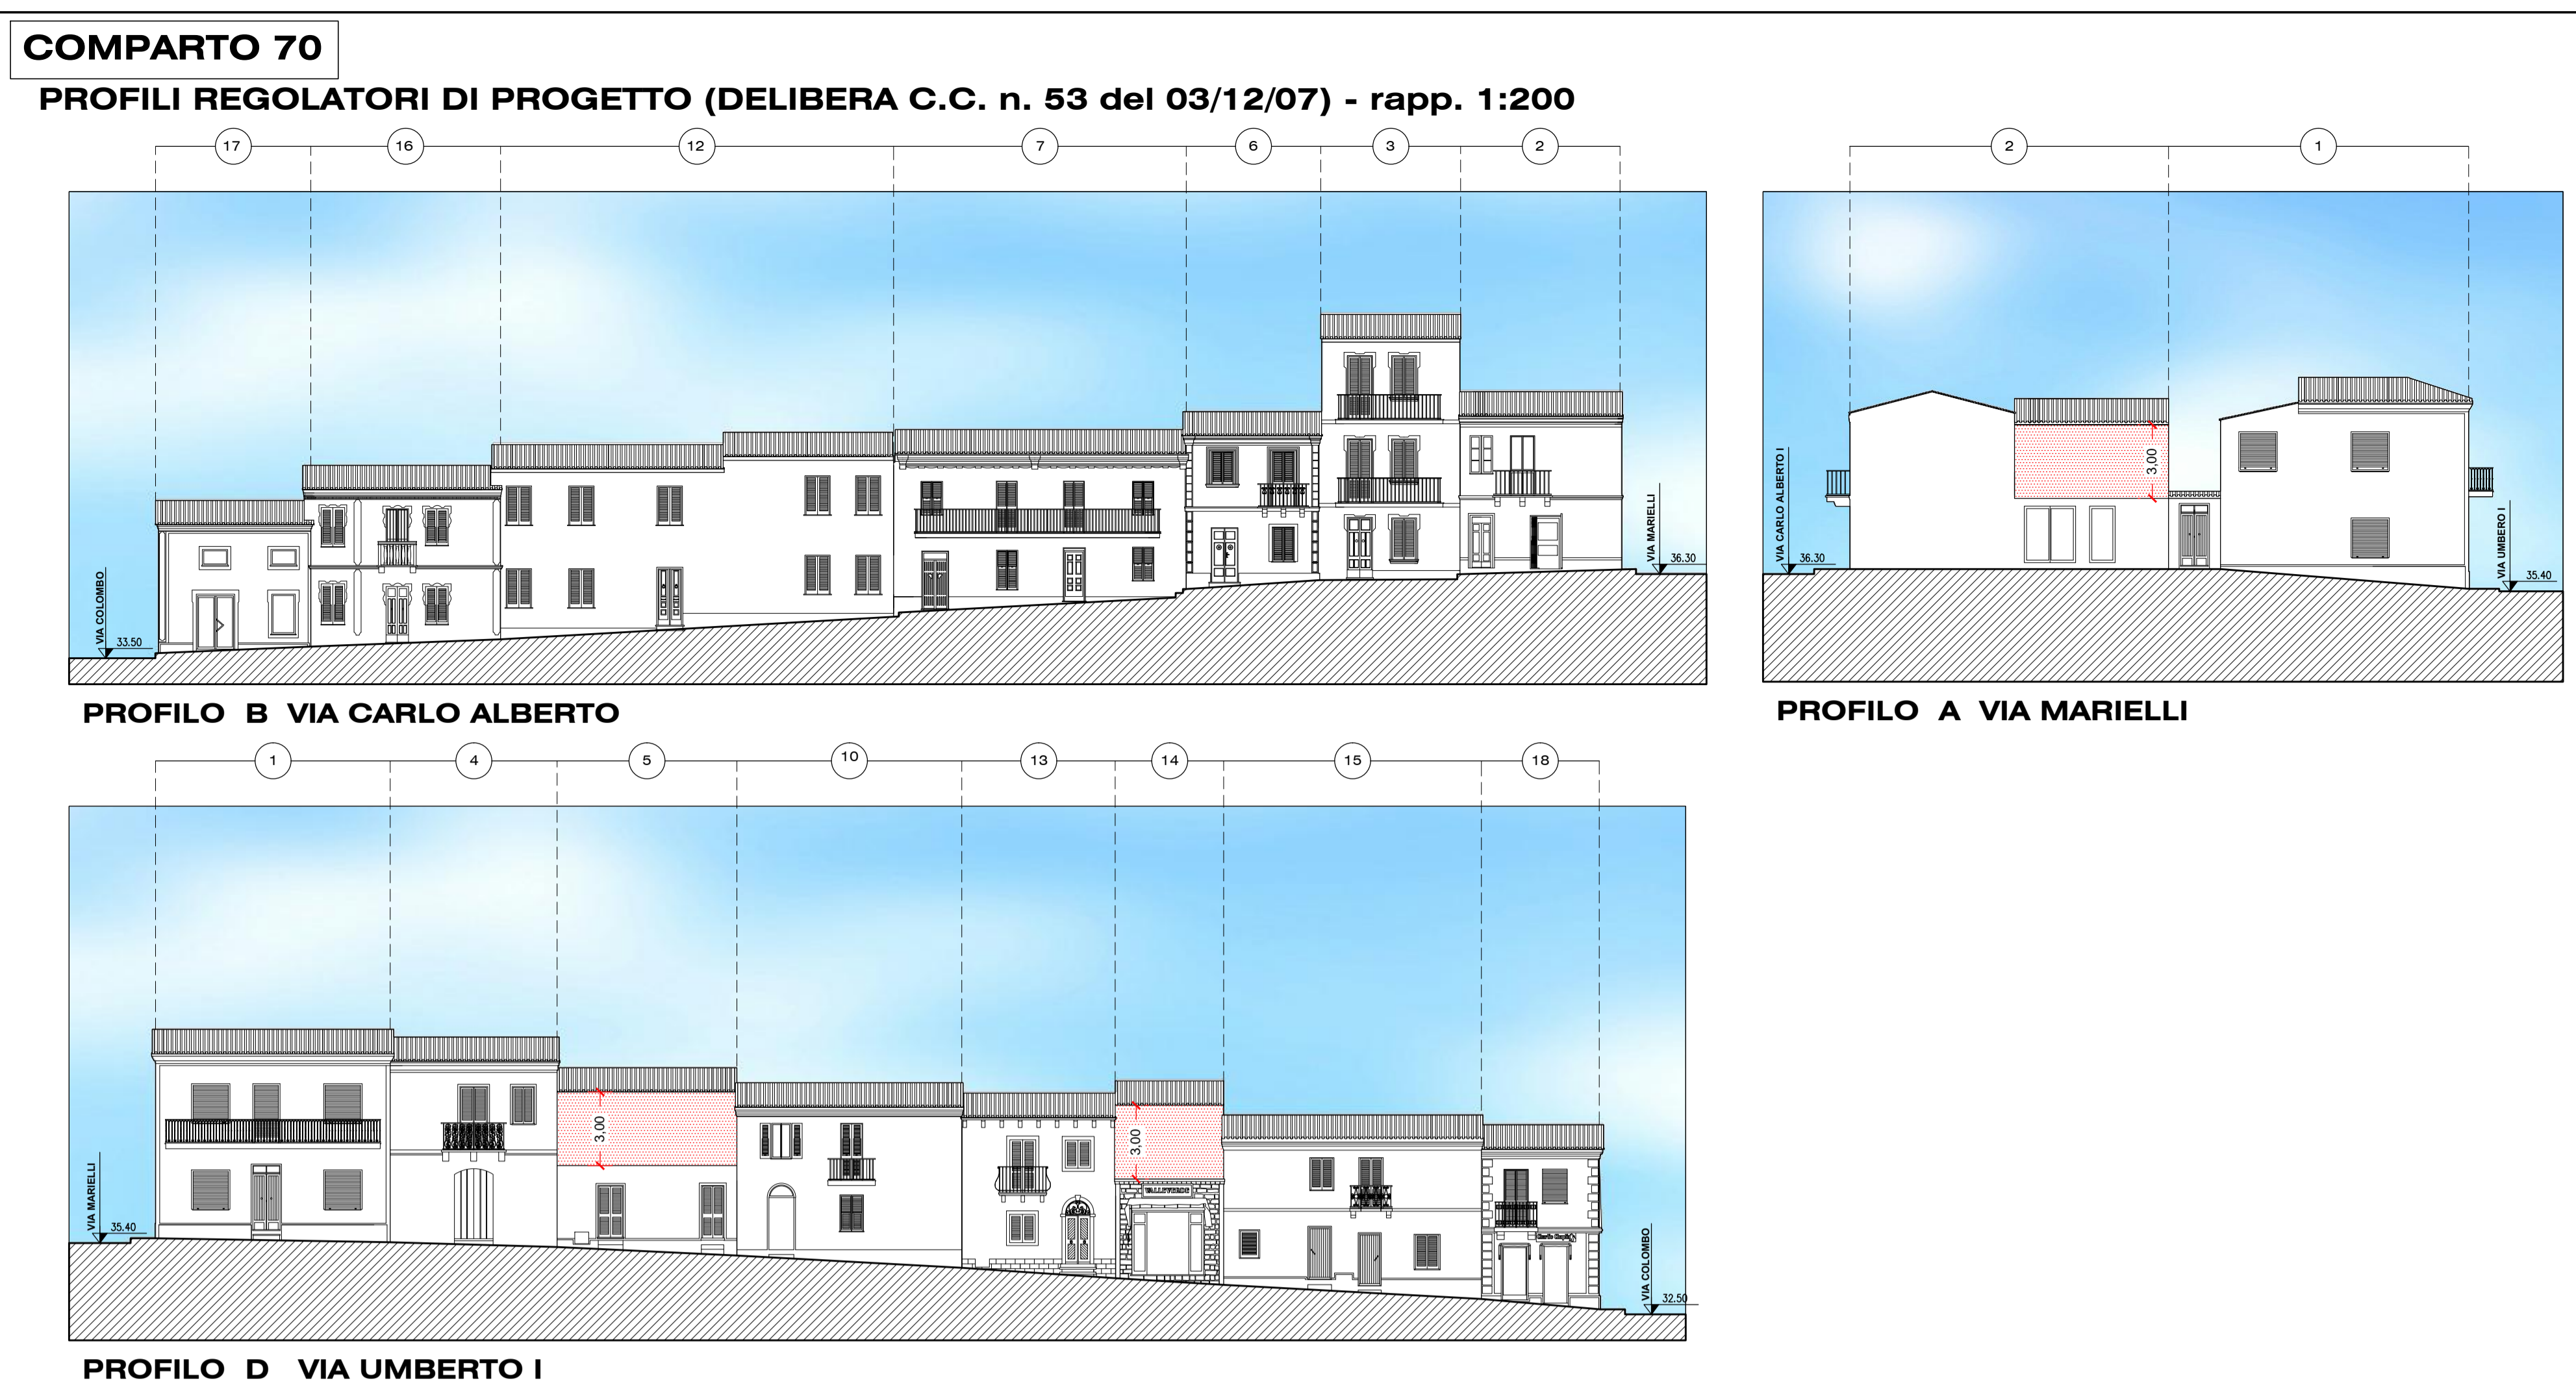 COMPARTO 70
PROFILI REGOLATORI DI PROGETTO (DELIBERA C.C. n. 53 del 03/12/07) - rapp. 1:200
17 16 12 7 6 3 2
VIA COLOMBO
33.50
VIA MARIELLI
36.30
PROFILO B VIA CARLO ALBERTO
2 1
VIA CARLO ALBERTO I
36.30
3,00
VIA UMBERO I
35.40
PROFILO A VIA MARIELLI
1 4 5 10 13 14 15 18
VIA MARIELLI
35.40
3,00
3,00
VALLEVERDE
VIA COLOMBO
32.50
PROFILO D VIA UMBERTO I